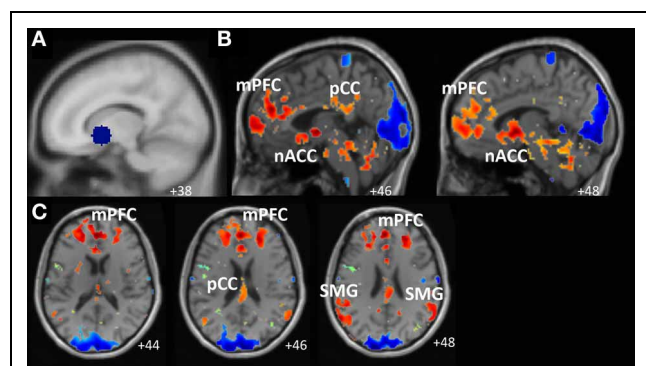 A
+38
B
mPFC
pCC
nACC
+46
mPFC
nACC
+48
C
mPFC
+44
mPFC
pCC
+46
mPFC
SMG
SMG
+48